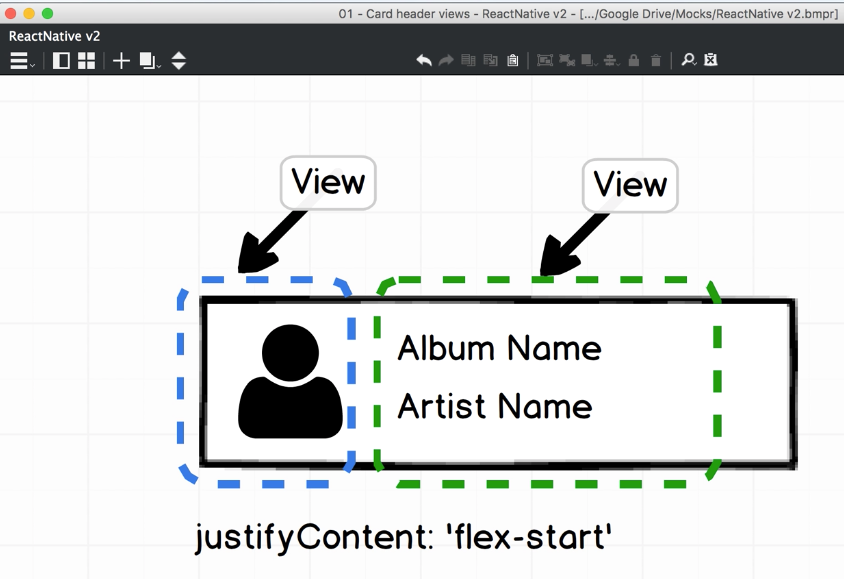 01 - Card header views - ReactNative v2 - [.../Google Drive/Mocks/ReactNative v2.bmpr]
ReactNative v2
View
View
Album Name
Artist Name
justifyContent: 'flex-start'